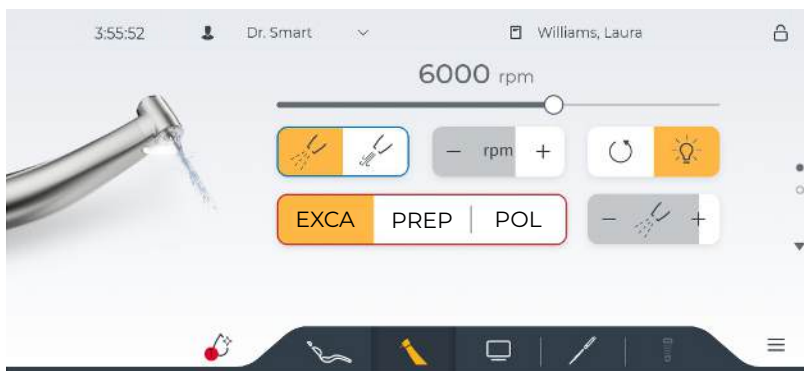 3:55:52 Dr. Smart Williams, Laura
6000 rpm
− rpm +
EXCA PREP | POL
− +